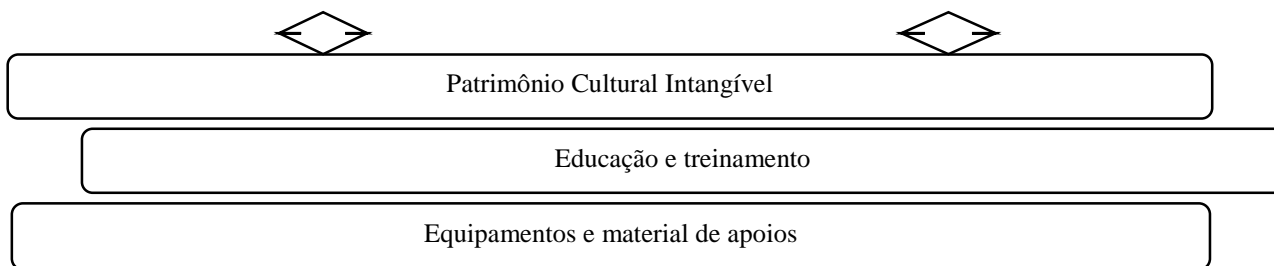 Patrimônio Cultural Intangível
Educação e treinamento
Equipamentos e material de apoios